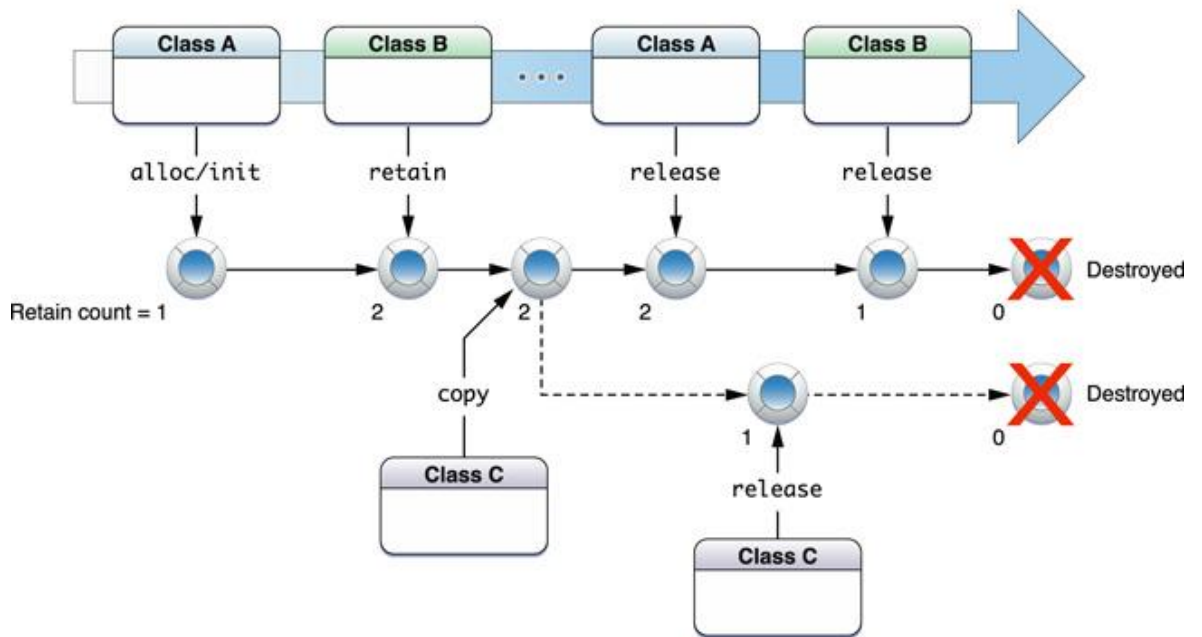 Class A
Class B
Class A
Class B
alloc/init
retain
release
release
Destroyed
Retain count = 1
2
2
2
1
0
copy
Destroyed
1
0
Class C
release
Class C